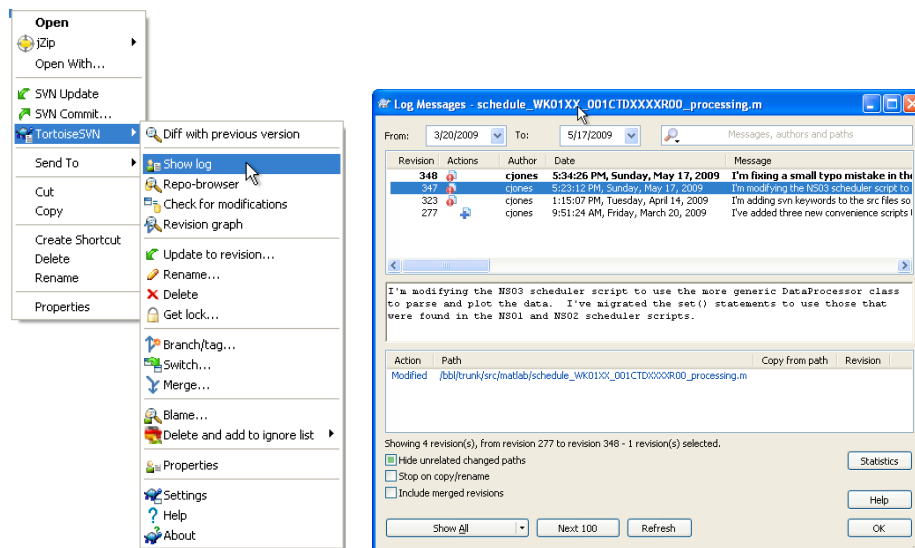 Open
jZip
Open With...
SVN Update
SVN Commit...
TortoiseSVN
Send To
Cut
Copy
Create Shortcut
Delete
Rename
Properties
Diff with previous version
Show log
Repo-browser
Check for modifications
Revision graph
Update to revision...
Rename...
Delete
Get lock...
Branch/tag...
Switch...
Merge...
Blame...
Delete and add to ignore list
Properties
Settings
Help
About
Log Messages - schedule_WK01XX_001CTDXXXXR00_processing.m
From: 3/20/2009 To: 5/17/2009 Messages, authors and paths
Revision Actions Author Date Message
348 cjones 5:34:26 PM, Sunday, May 17, 2009 I'm fixing a small typo mistake in the
347 cjones 5:23:12 PM, Sunday, May 17, 2009 I'm modifying the NS03 scheduler script to
323 cjones 1:15:07 PM, Tuesday, April 14, 2009 I'm adding svn keywords to the src files so
277 cjones 9:51:24 AM, Friday, March 20, 2009 I've added three new convenience scripts
I'm modifying the NS03 scheduler script to use the more generic DataProcessor class
to parse and plot the data. I've migrated the set() statements to use those that
were found in the NS01 and NS02 scheduler scripts.
Action Path Copy from path Revision
Modified /bbl/trunk/src/matlab/schedule_WK01XX_001CTDXXXXR00_processing.m
Showing 4 revision(s), from revision 277 to revision 348 - 1 revision(s) selected.
Hide unrelated changed paths
Statistics
Stop on copy/rename
Include merged revisions
Help
Show All Next 100 Refresh OK